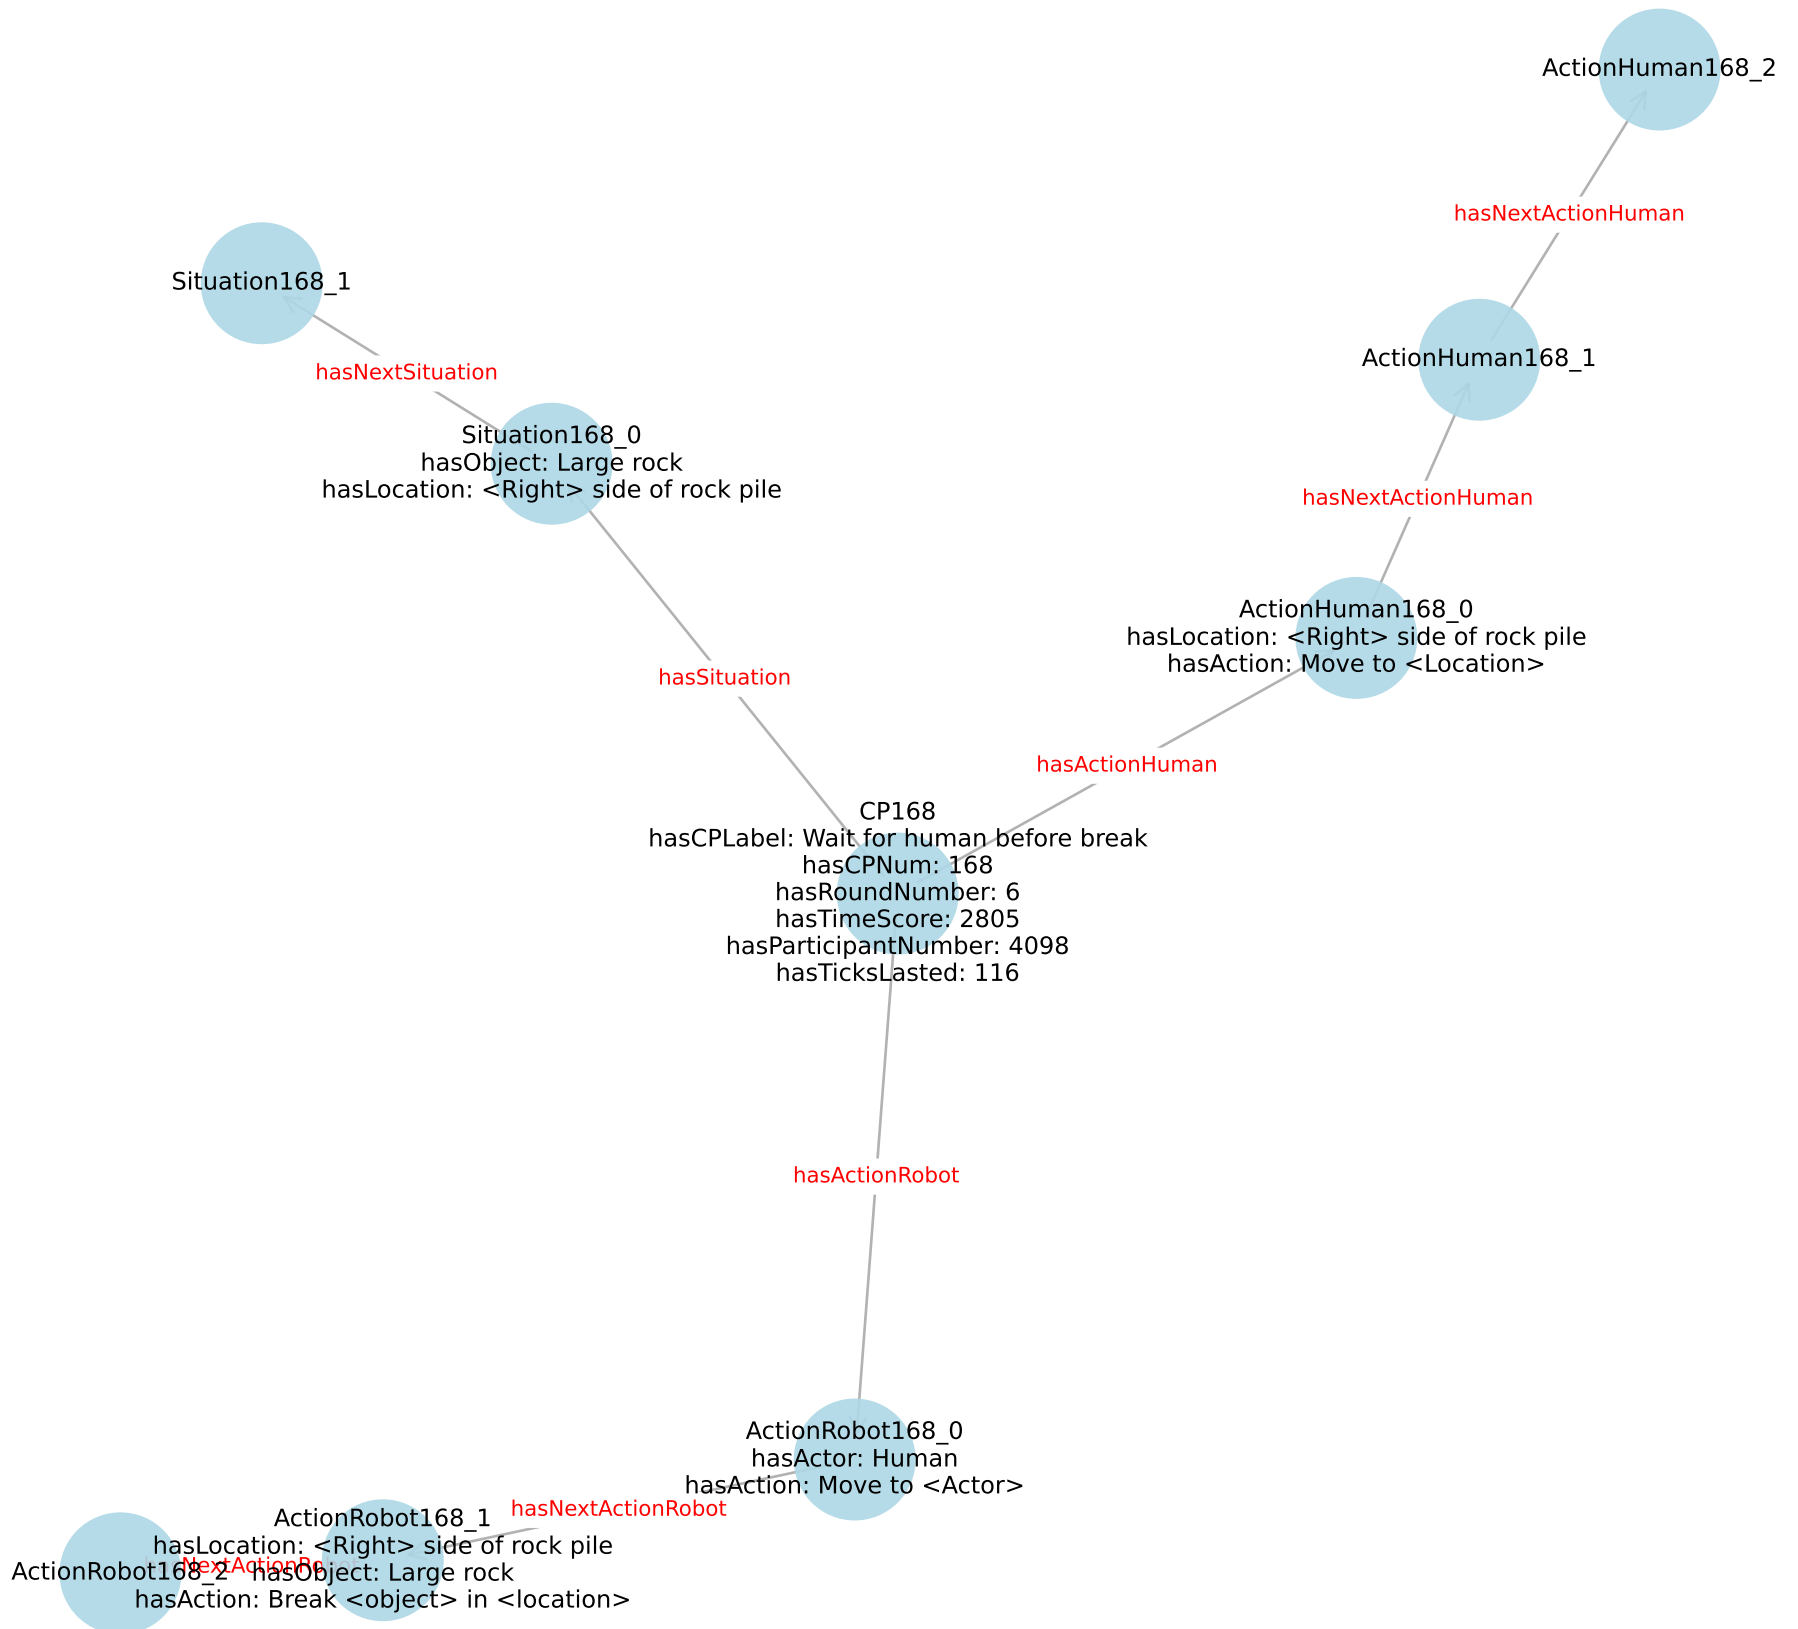 ActionHuman168_2
hasNextActionHuman
Situation168_1
ActionHuman168_1
hasNextSituation
Situation168_0
hasObject: Large rock
hasLocation: <Right> side of rock pile
hasNextActionHuman
ActionHuman168_0
hasLocation: <Right> side of rock pile
hasAction: Move to <Location>
hasSituation
hasActionHuman
CP168
hasCPLabel: Wait for human before break
hasCPNum: 168
hasRoundNumber: 6
hasTimeScore: 2805
hasParticipantNumber: 4098
hasTicksLasted: 116
hasActionRobot
ActionRobot168_0
hasActor: Human
hasAction: Move to <Actor>
hasNextActionRobot
ActionRobot168_1
hasLocation: <Right> side of rock pile
hasObject: Large rock
hasAction: Break <object> in <location>
hasNextActionRobot
ActionRobot168_2